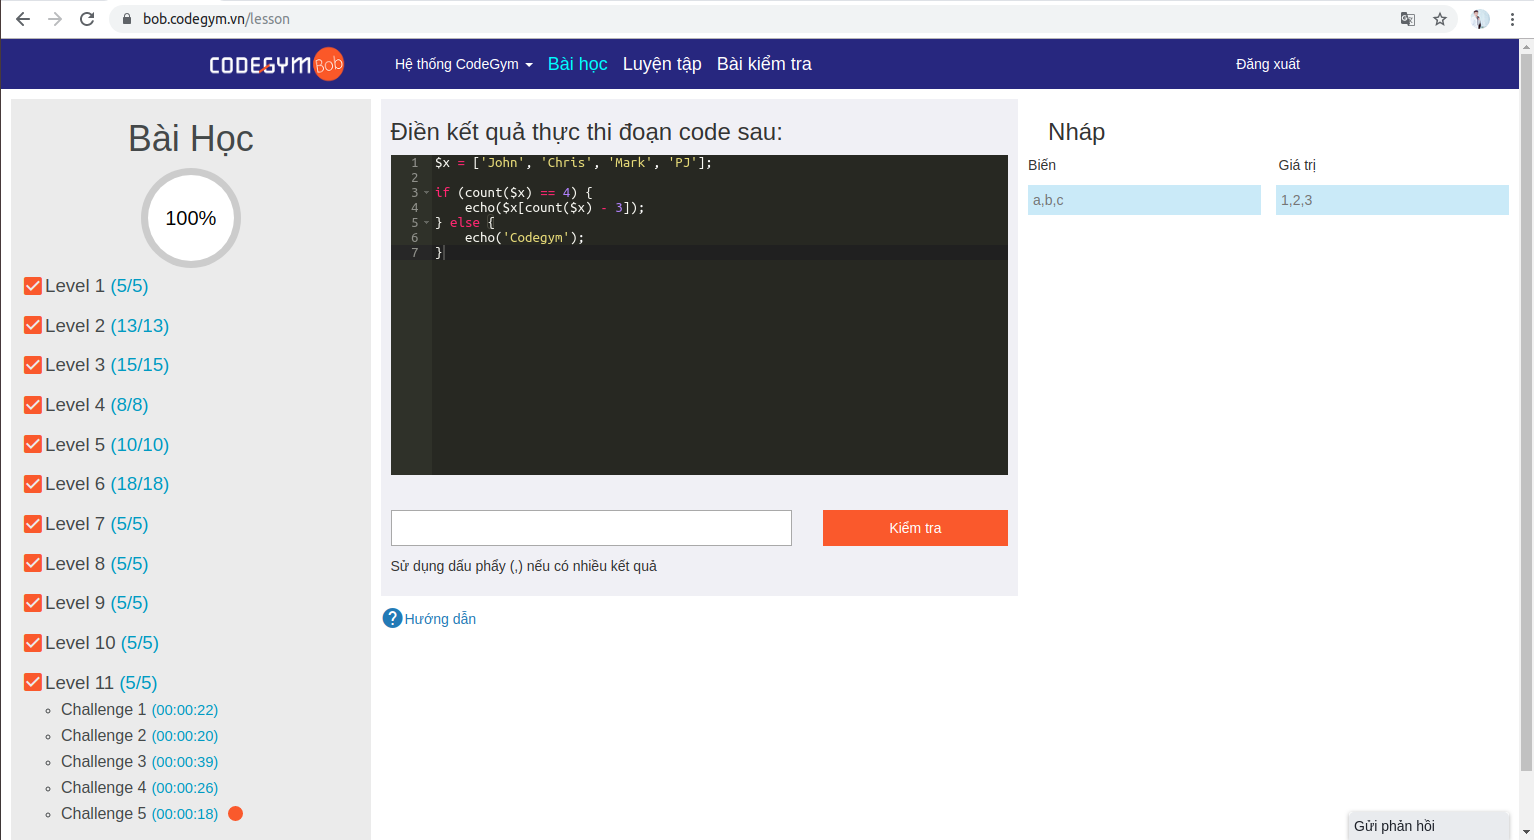 bob.codegym.vn/lesson
CODEGYM Bob
Hệ thống CodeGym
Bài học
Luyện tập
Bài kiểm tra
Đăng xuất
Bài Học
100%
Level 1 (5/5)
Level 2 (13/13)
Level 3 (15/15)
Level 4 (8/8)
Level 5 (10/10)
Level 6 (18/18)
Level 7 (5/5)
Level 8 (5/5)
Level 9 (5/5)
Level 10 (5/5)
Level 11 (5/5)
Challenge 1 (00:00:22)
Challenge 2 (00:00:20)
Challenge 3 (00:00:39)
Challenge 4 (00:00:26)
Challenge 5 (00:00:18)
Điền kết quả thực thi đoạn code sau:
1 $x = ['John', 'Chris', 'Mark', 'PJ'];
2
3 if (count($x) == 4) {
4     echo($x[count($x) - 3]);
5 } else {
6     echo('Codegym');
7 }
Kiểm tra
Sử dụng dấu phẩy (,) nếu có nhiều kết quả
? Hướng dẫn
Nháp
Biến
Giá trị
a,b,c
1,2,3
Gửi phản hồi